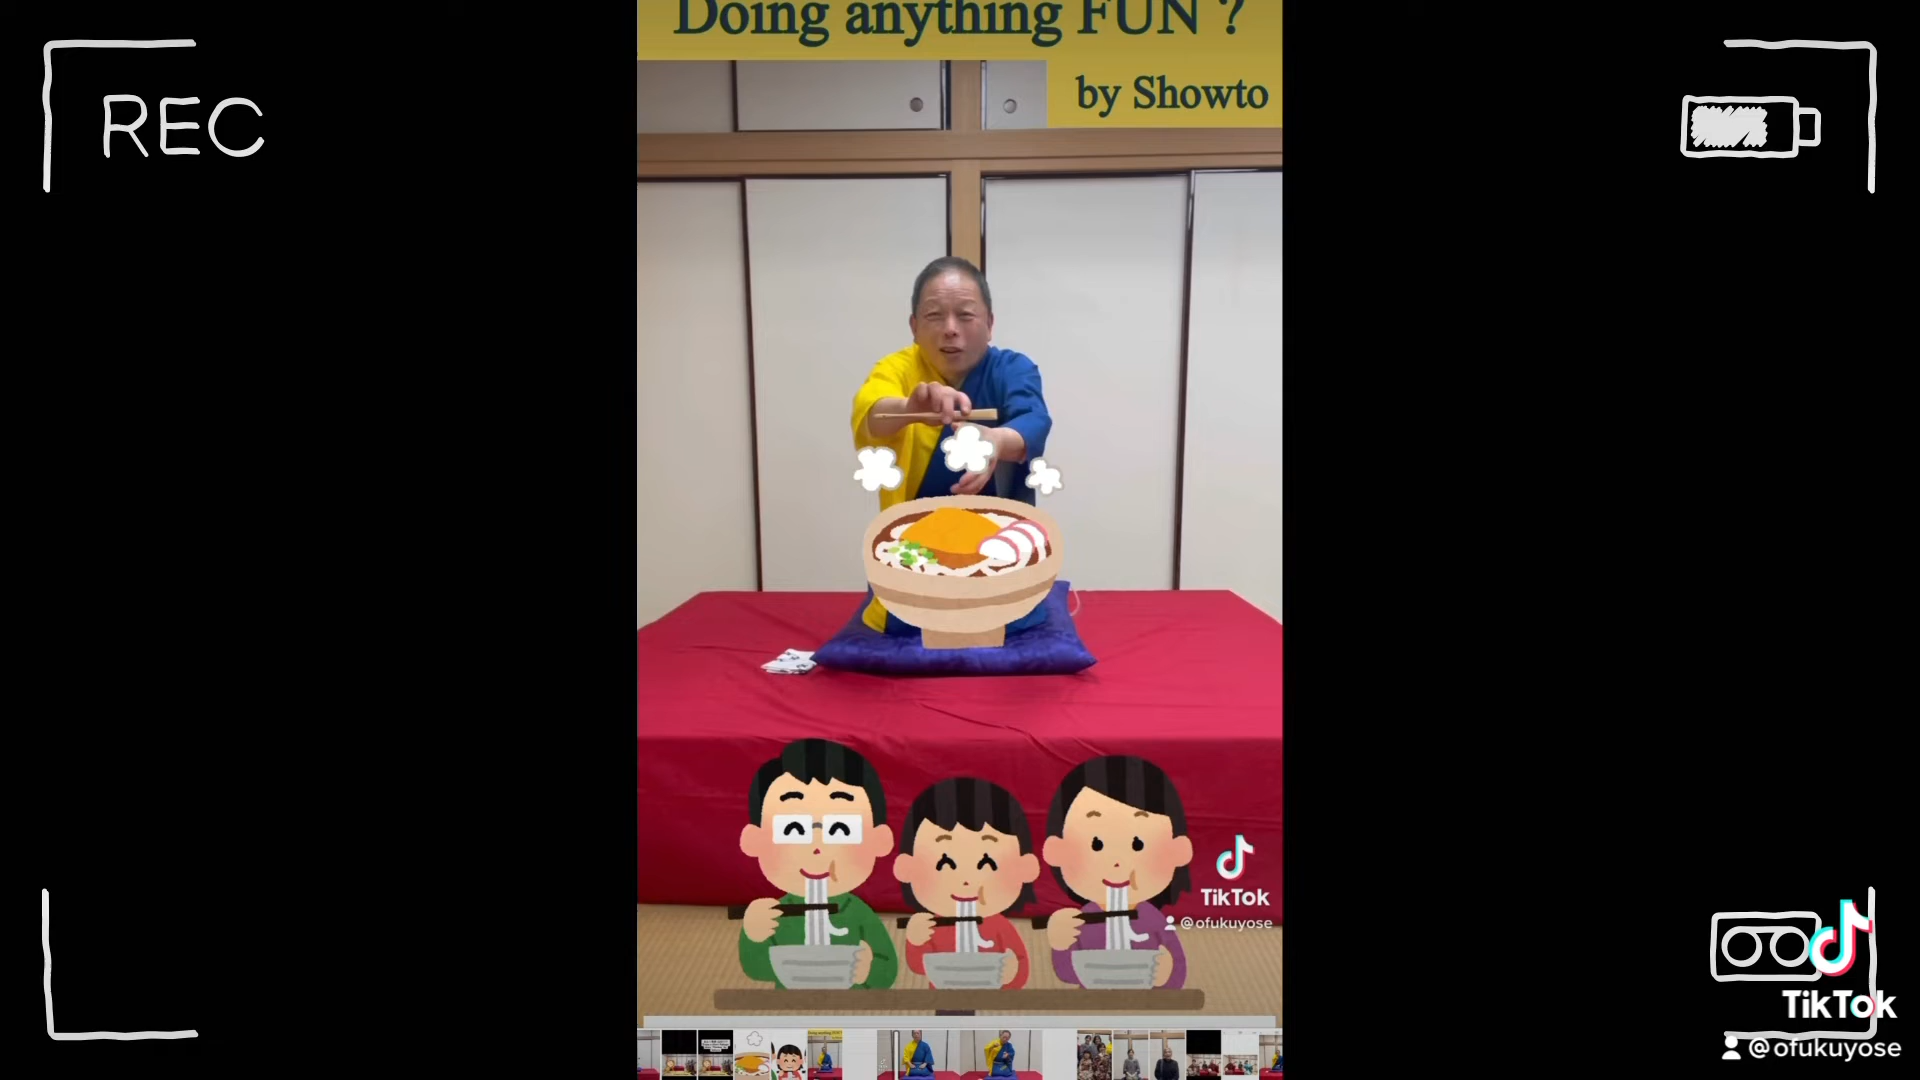 Doing anything FUN ?
by Showto
REC
TikTok
@ofukuyose
TikTok
@ofukuyose